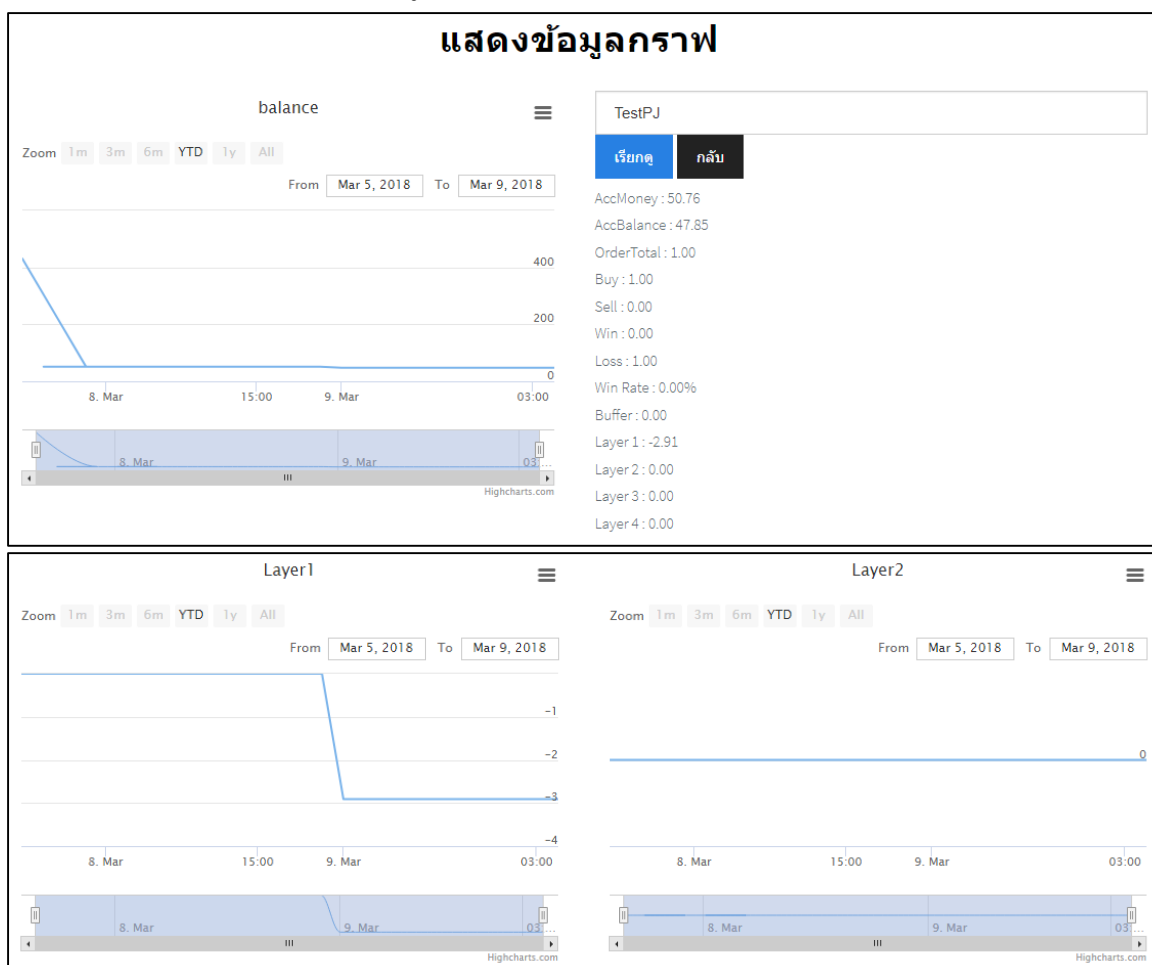 แสดงข้อมูลกราฟ
balance
Zoom 1m 3m 6m YTD 1y All
From Mar 5, 2018 To Mar 9, 2018
400
200
0
8. Mar 15:00 9. Mar 03:00
8. Mar 9. Mar 03:...
Highcharts.com
TestPJ
เรียกดู กลับ
AccMoney : 50.76
AccBalance : 47.85
OrderTotal : 1.00
Buy : 1.00
Sell : 0.00
Win : 0.00
Loss : 1.00
Win Rate : 0.00%
Buffer : 0.00
Layer 1 : -2.91
Layer 2 : 0.00
Layer 3 : 0.00
Layer 4 : 0.00
Layer1
Zoom 1m 3m 6m YTD 1y All
From Mar 5, 2018 To Mar 9, 2018
-1
-2
-3
-4
8. Mar 15:00 9. Mar 03:00
8. Mar 9. Mar 03:...
Highcharts.com
Layer2
Zoom 1m 3m 6m YTD 1y All
From Mar 5, 2018 To Mar 9, 2018
0
8. Mar 15:00 9. Mar 03:00
8. Mar 9. Mar 03:...
Highcharts.com